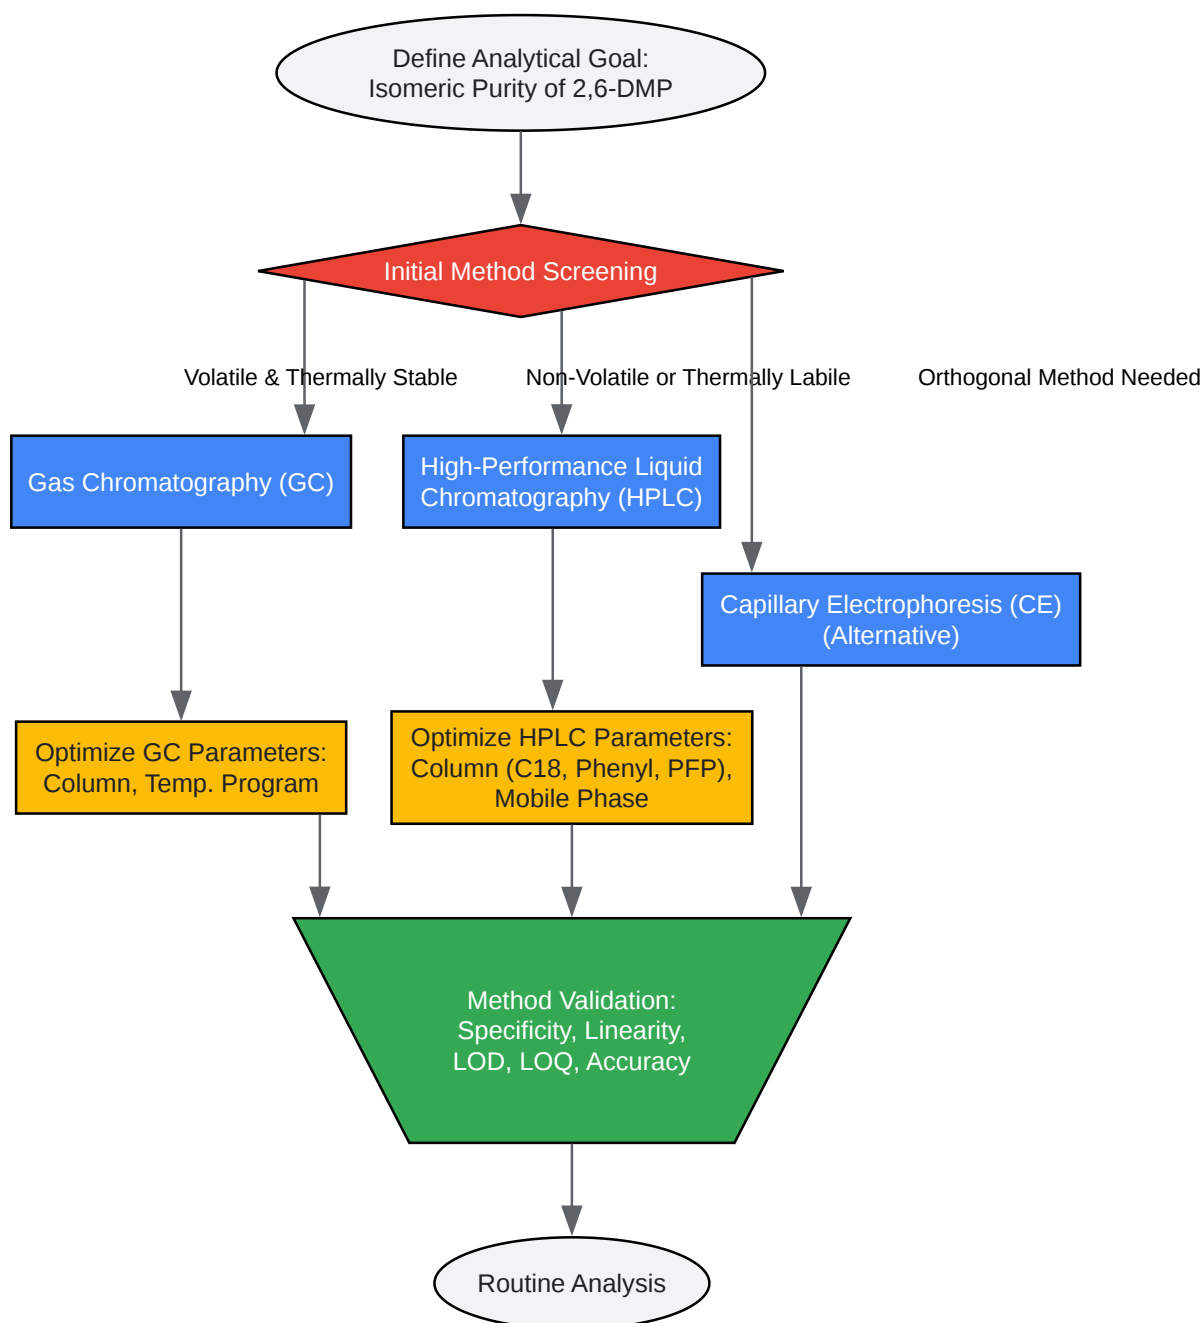 Define Analytical Goal:
Isomeric Purity of 2,6-DMP
Initial Method Screening
Volatile & Thermally Stable
Non-Volatile or Thermally Labile
Orthogonal Method Needed
Gas Chromatography (GC)
High-Performance Liquid
Chromatography (HPLC)
Capillary Electrophoresis (CE)
(Alternative)
Optimize GC Parameters:
Column, Temp. Program
Optimize HPLC Parameters:
Column (C18, Phenyl, PFP),
Mobile Phase
Method Validation:
Specificity, Linearity,
LOD, LOQ, Accuracy
Routine Analysis